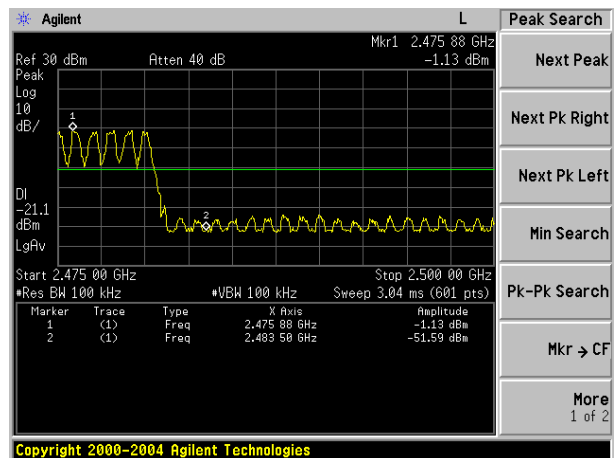 Agilent L Peak Search
Mkr1 2.475 88 GHz
Ref 30 dBm Atten 40 dB -1.13 dBm
Peak
Log
10
dB/
1
2
DI
-21.1
dBm
LgAv
Start 2.475 00 GHz Stop 2.500 00 GHz
#Res BW 100 kHz #VBW 100 kHz Sweep 3.04 ms (601 pts)
Marker Trace Type X Axis Amplitude
1 (1) Freq 2.475 88 GHz -1.13 dBm
2 (1) Freq 2.483 50 GHz -51.59 dBm
Next Peak
Next Pk Right
Next Pk Left
Min Search
Pk-Pk Search
Mkr → CF
More
1 of 2
Copyright 2000-2004 Agilent Technologies